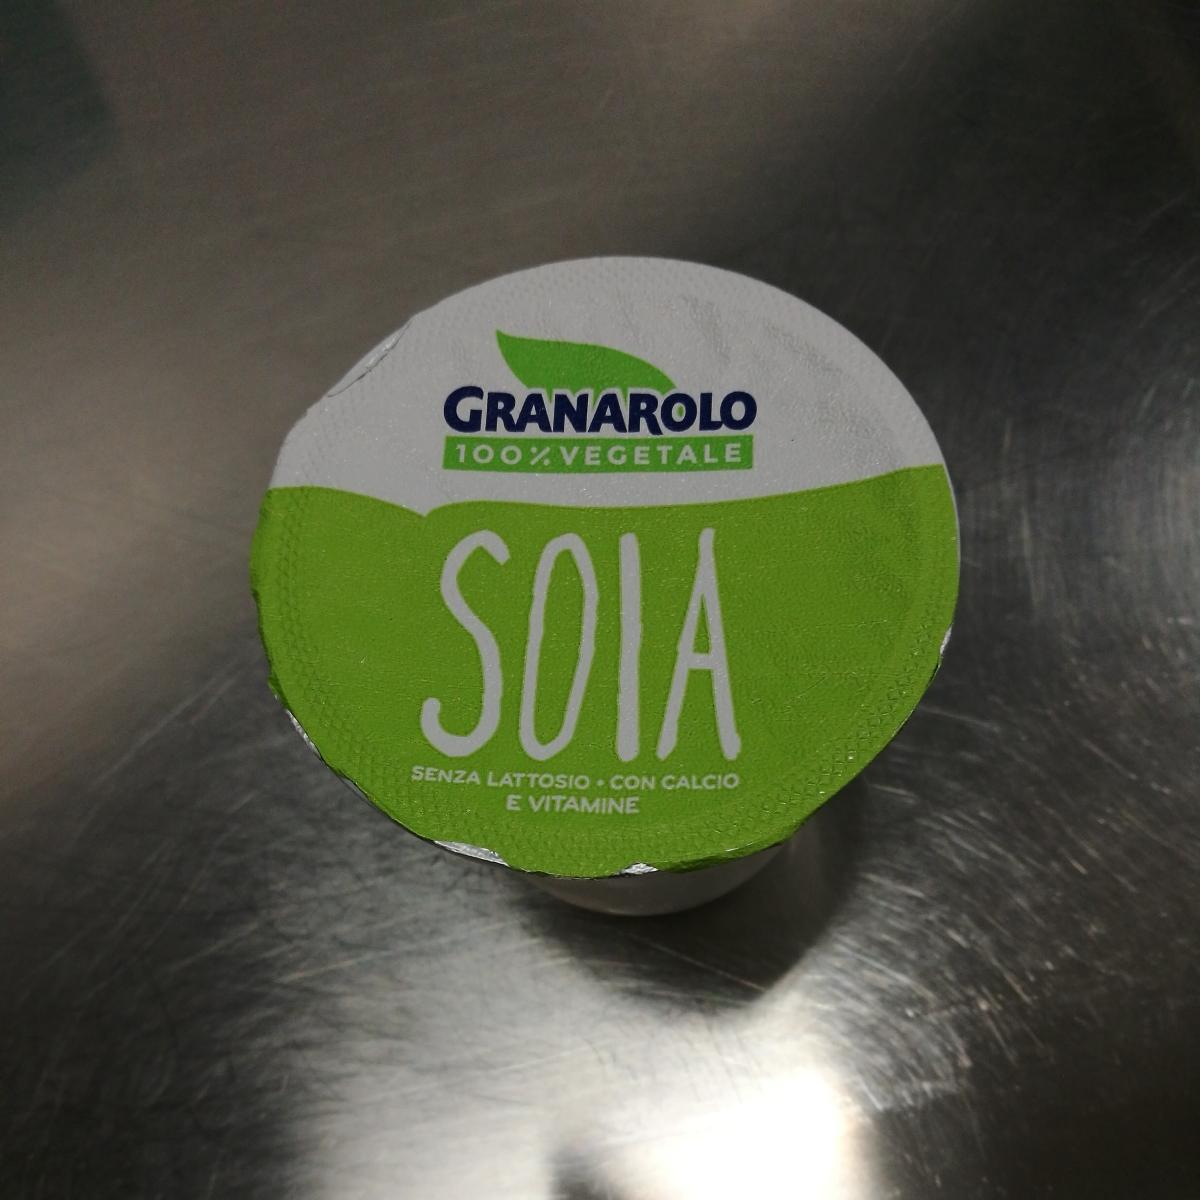 GRANAROLO
100% VEGETALE
SOIA
SENZA LATTOSIO • CON CALCIO
E VITAMINE